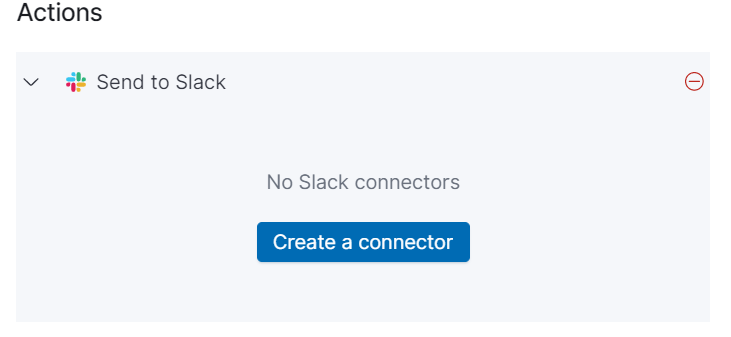 Actions
Send to Slack
No Slack connectors
Create a connector